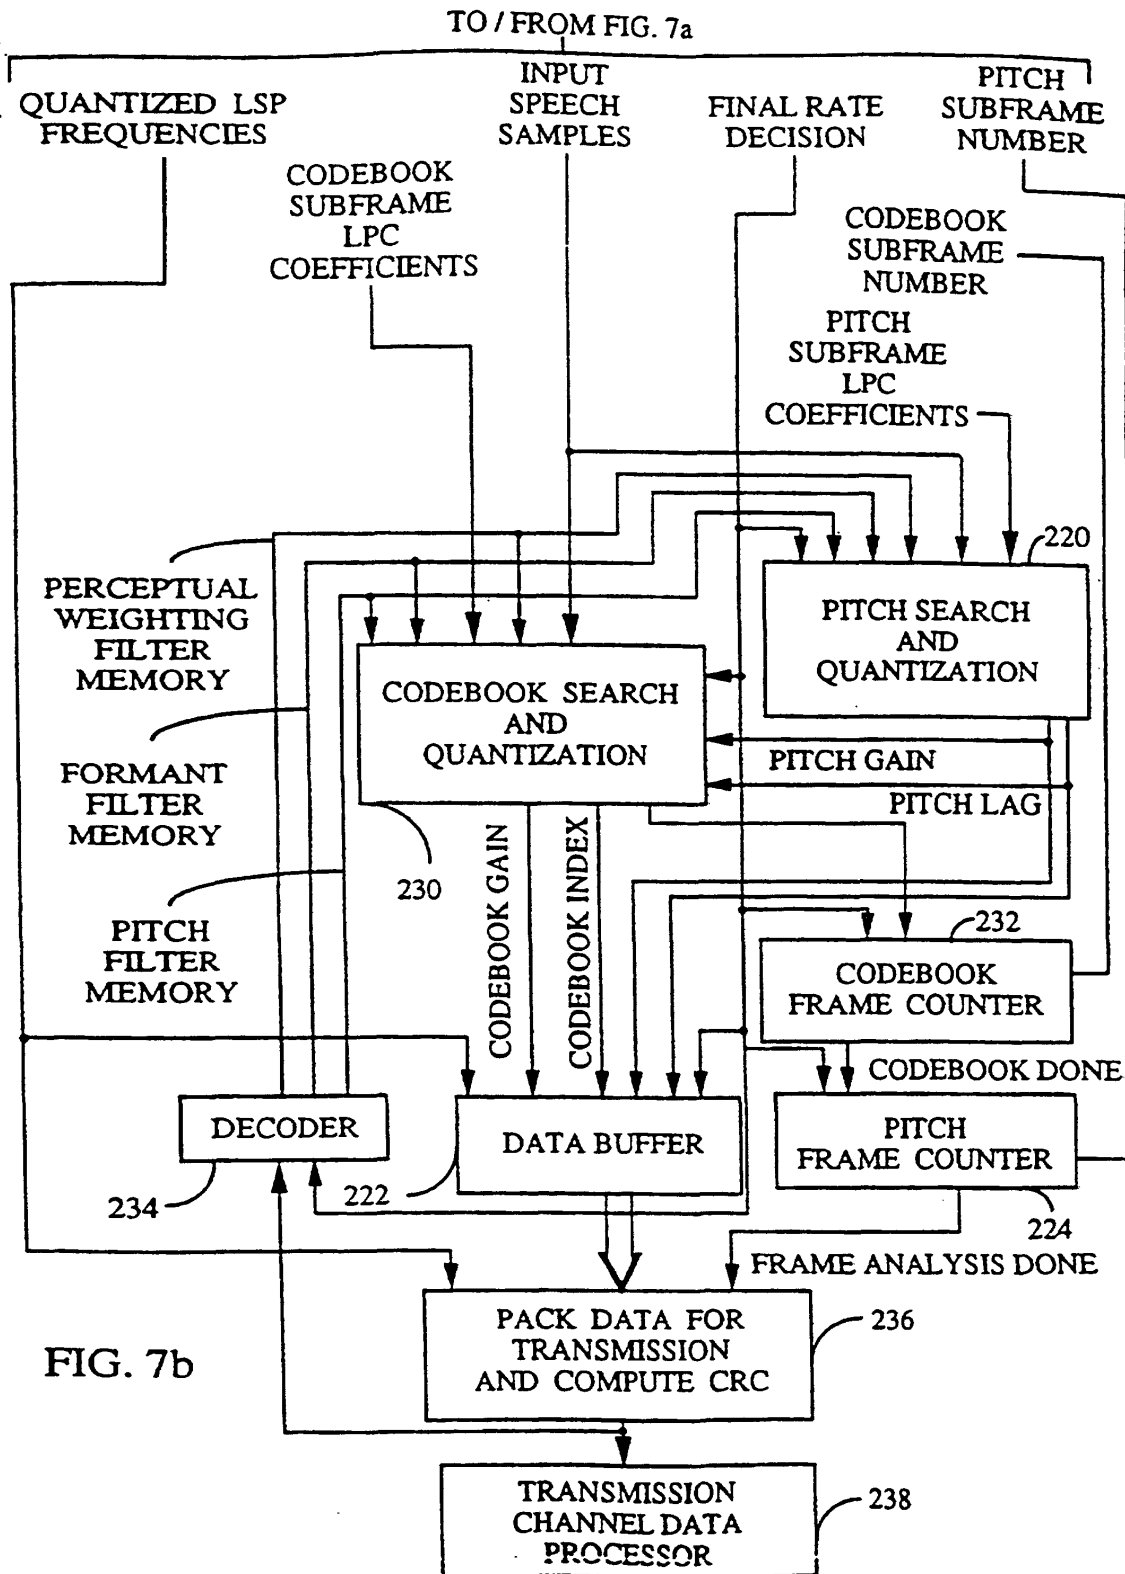 TO / FROM FIG. 7a
QUANTIZED LSP
FREQUENCIES
INPUT
SPEECH
SAMPLES
FINAL RATE
DECISION
PITCH
SUBFRAME
NUMBER
CODEBOOK
SUBFRAME
LPC
COEFFICIENTS
CODEBOOK
SUBFRAME
NUMBER
PITCH
SUBFRAME
LPC
COEFFICIENTS
220
PITCH SEARCH
AND
QUANTIZATION
PERCEPTUAL
WEIGHTING
FILTER
MEMORY
CODEBOOK SEARCH
AND
QUANTIZATION
PITCH GAIN
PITCH LAG
FORMANT
FILTER
MEMORY
230
CODEBOOK GAIN
CODEBOOK INDEX
PITCH
FILTER
MEMORY
232
CODEBOOK
FRAME COUNTER
CODEBOOK DONE
DECODER
DATA BUFFER
PITCH
FRAME COUNTER
234
222
224
FRAME ANALYSIS DONE
PACK DATA FOR
TRANSMISSION
AND COMPUTE CRC
236
FIG. 7b
TRANSMISSION
CHANNEL DATA
PROCESSOR
238